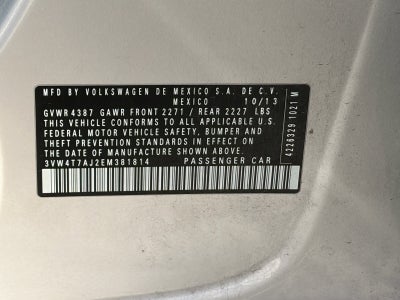 MFD BY VOLKSWAGEN DE MEXICO S.A. DE C.V.
MEXICO 10/13
GVWR 4387 GAWR FRONT 2271 / REAR 2227 LBS
THIS VEHICLE CONFORMS TO ALL APPLICABLE U.S.
FEDERAL MOTOR VEHICLE SAFETY, BUMPER AND
THEFT PREVENTION STANDARDS IN EFFECT ON THE
DATE OF MANUFACTURE SHOWN ABOVE.
3VW4T7AJ2EM381814 PASSENGER CAR
4226329 1021 M